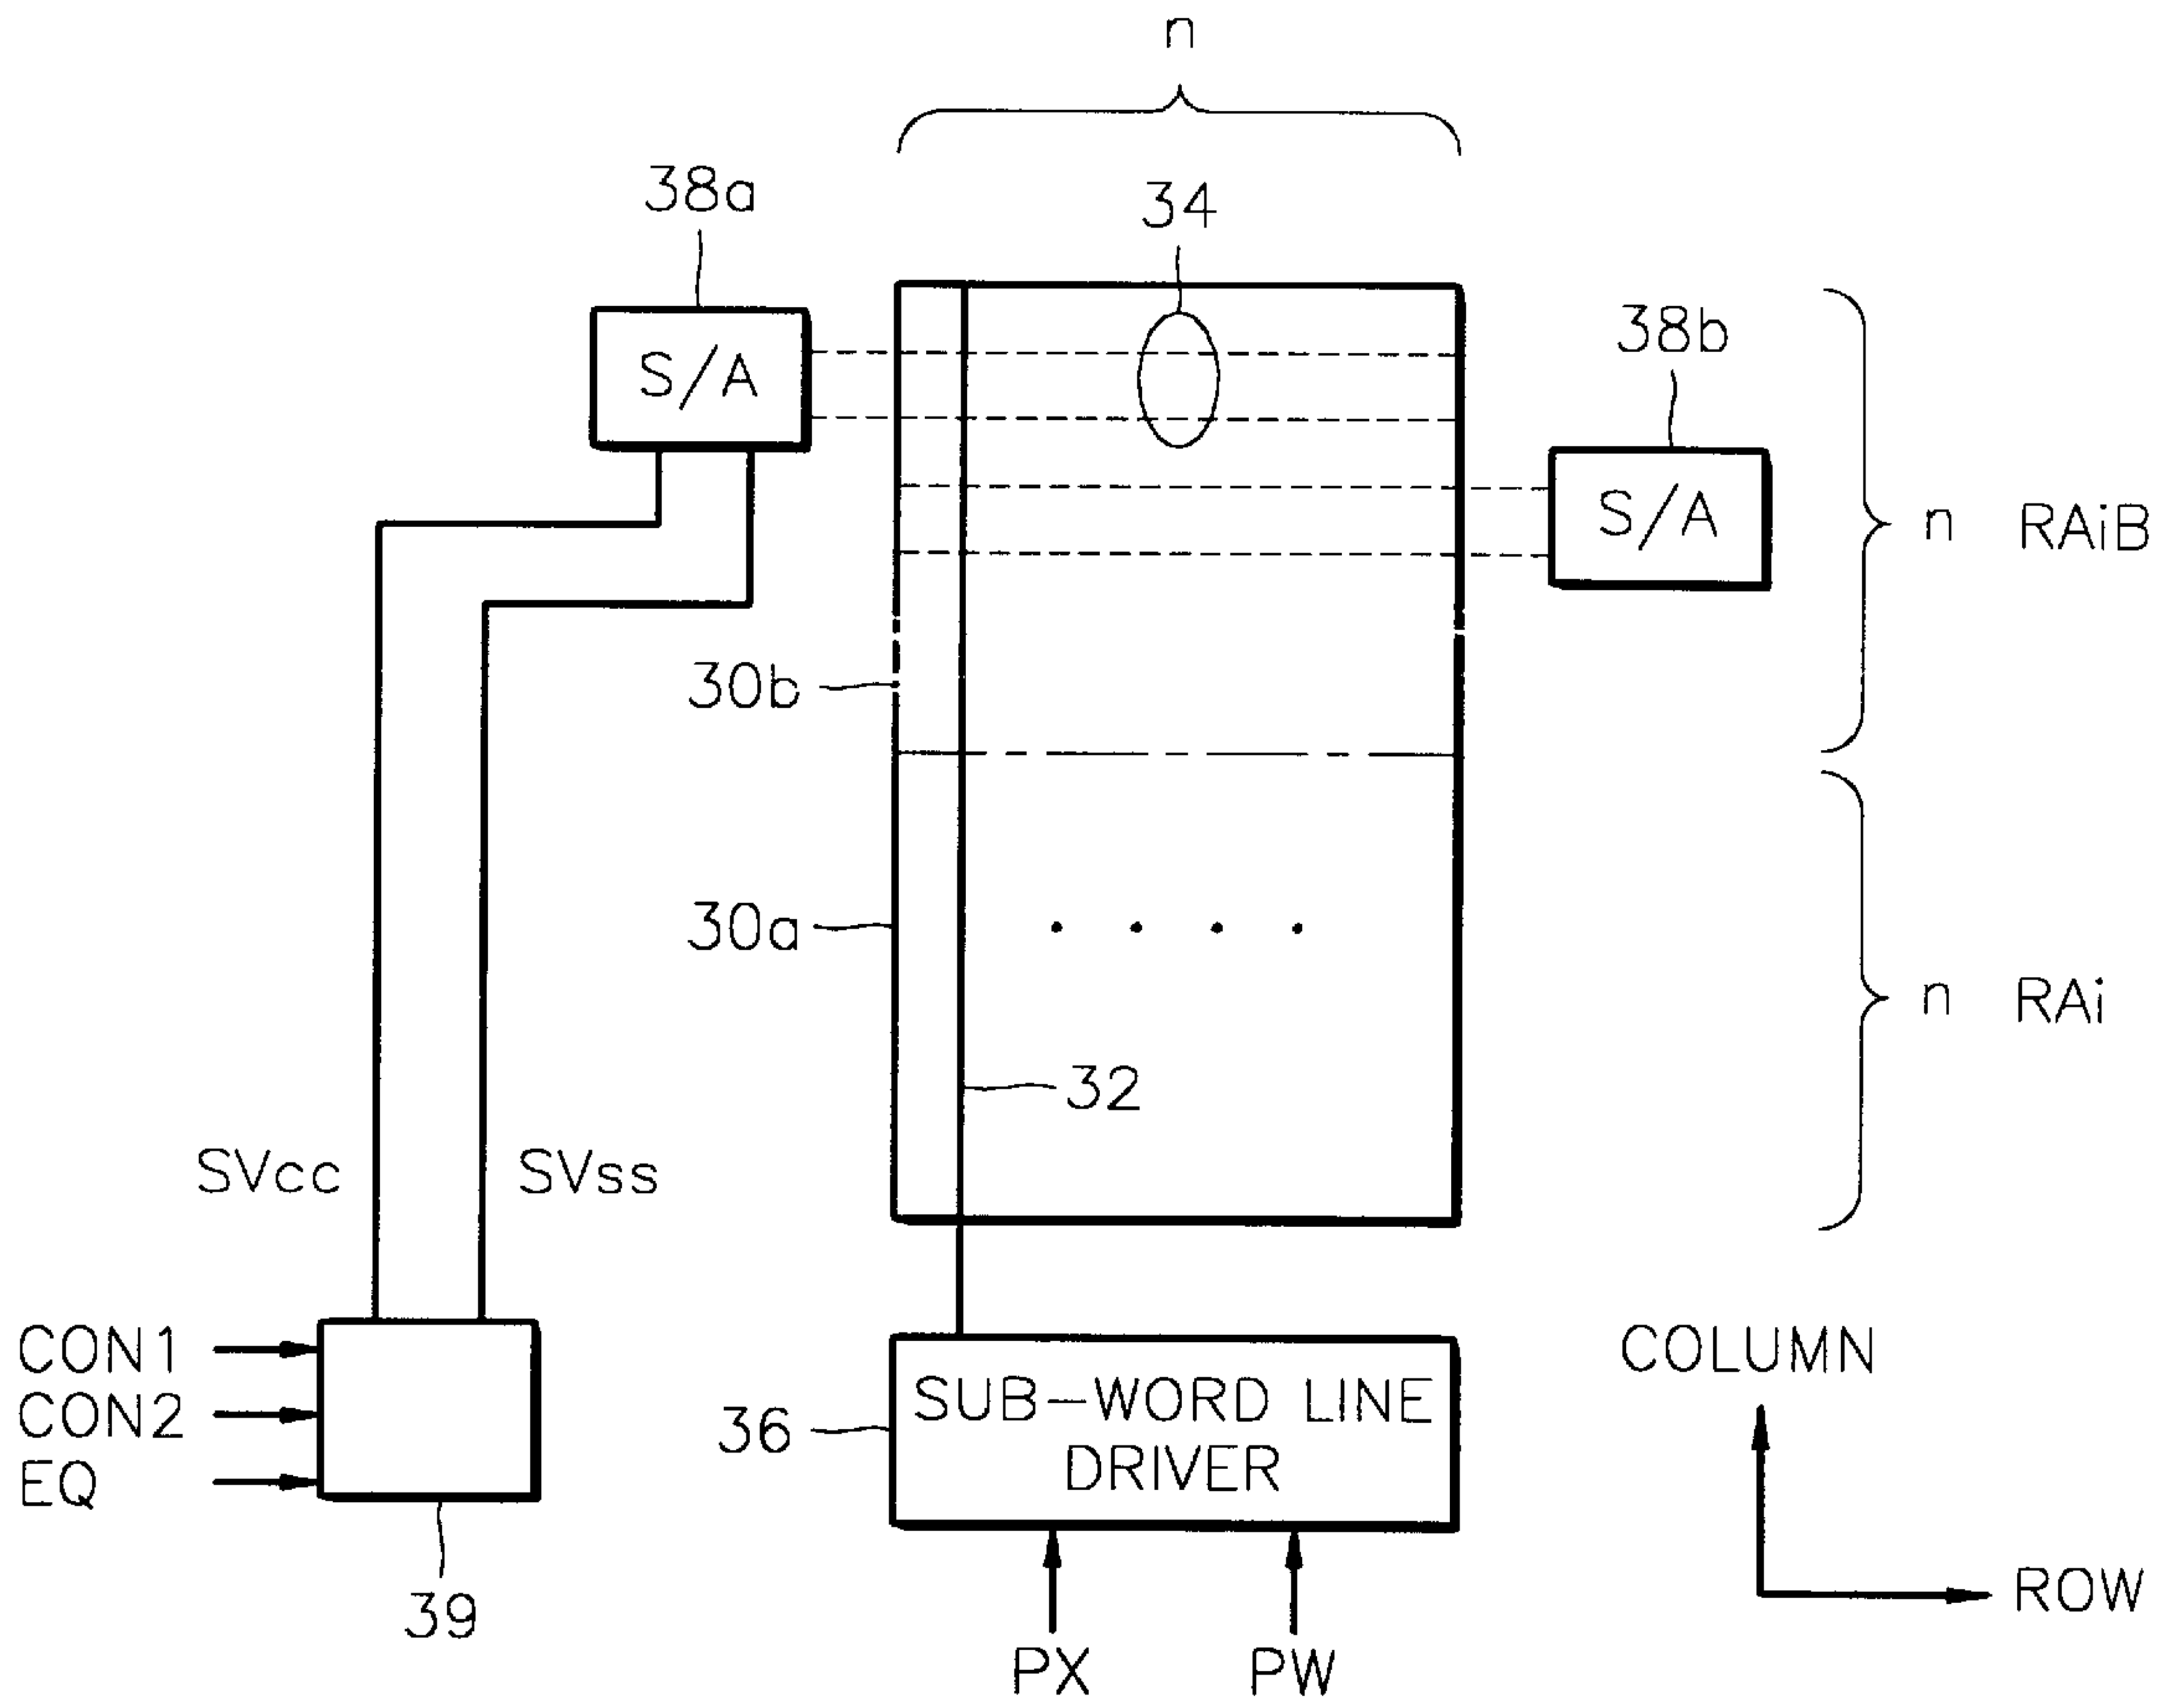 n
38a
34
38b
S/A
S/A
n RAiB
30b
30a
n RAi
32
SVcc
SVss
CON1
CON2
EQ
COLUMN
SUB-WORD LINE
DRIVER
36
ROW
39
PX
PW